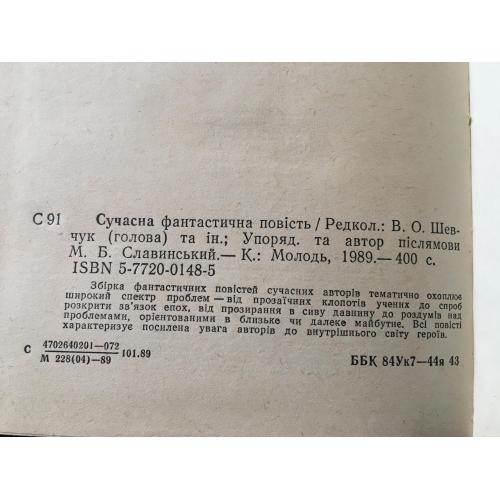 С 91 Сучасна фантастична повість / Редкол.: В. О. Шев-
чук (голова) та ін.; Упоряд. та автор післямови
М. Б. Славинський.— К.: Молодь, 1989.— 400 с.
ISBN 5-7720-0148-5
Збірка фантастичних повістей сучасних авторів тематично охоплює
широкий спектр проблем — від прозаїчних клопотів учених до спроб
розкрити зв'язок епох, від прозирання в сиву давнину до роздумів над
проблемами, орієнтованими в близьке чи далеке майбутнє. Всі повісті
характеризує посилена увага авторів до внутрішнього світу героїв.
С 4702640201—072
М 228(04)—89 101.89
ББК 84Ук7—44я 43